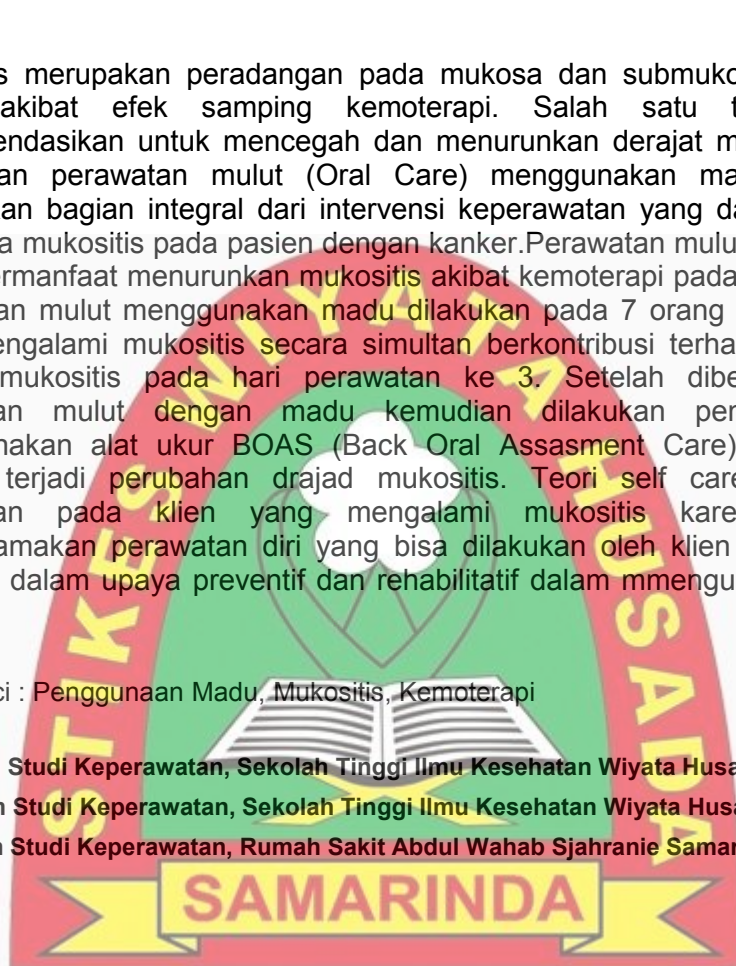 s merupakan peradangan pada mukosa dan submuko
akibat efek samping kemoterapi. Salah satu t
endasikan untuk mencegah dan menurunkan derajat m
an perawatan mulut (Oral Care) menggunakan ma
kan bagian integral dari intervensi keperawatan yang da
a mukositis pada pasien dengan kanker.Perawatan mulu
ermanfaat menurunkan mukositis akibat kemoterapi pada
an mulut menggunakan madu dilakukan pada 7 orang
engalami mukositis secara simultan berkontribusi terha
mukositis pada hari perawatan ke 3. Setelah dibe
an mulut dengan madu kemudian dilakukan per
nakan alat ukur BOAS (Back Oral Assasment Care)
terjadi perubahan drajad mukositis. Teori self care
an pada klien yang mengalami mukositis kare
amakan perawatan diri yang bisa dilakukan oleh klien
dalam upaya preventif dan rehabilitatif dalam mmengu
ci : Penggunaan Madu, Mukositis, Kemoterapi
Studi Keperawatan, Sekolah Tinggi Ilmu Kesehatan Wiyata Husa
n Studi Keperawatan, Sekolah Tinggi Ilmu Kesehatan Wiyata Husa
n Studi Keperawatan, Rumah Sakit Abdul Wahab Sjahranie Samar
STIKES WIYATA HUSADA
SAMARINDA